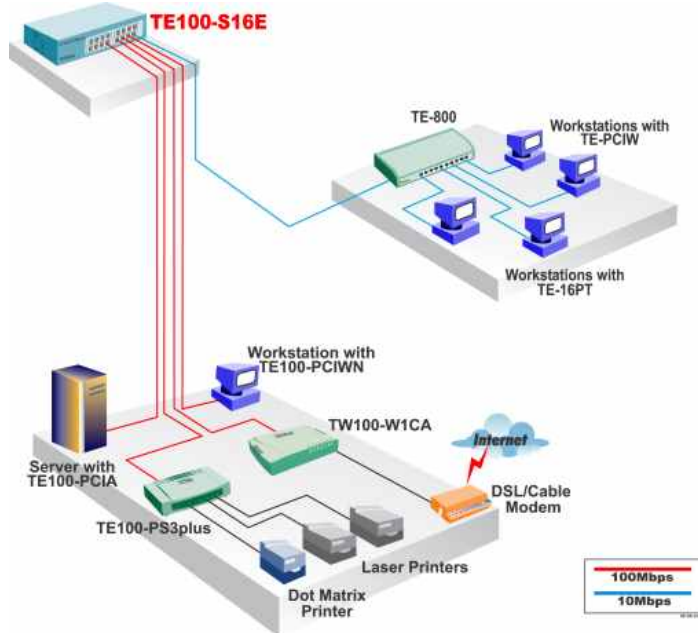 TE100-S16E
TE-800
Workstations with
TE-PCIW
Workstations with
TE-16PT
Workstation with
TE100-PCIWN
TW100-W1CA
Internet
Server with
TE100-PCIA
DSL/Cable
Modem
TE100-PS3plus
Laser Printers
Dot Matrix
Printer
100Mbps
10Mbps